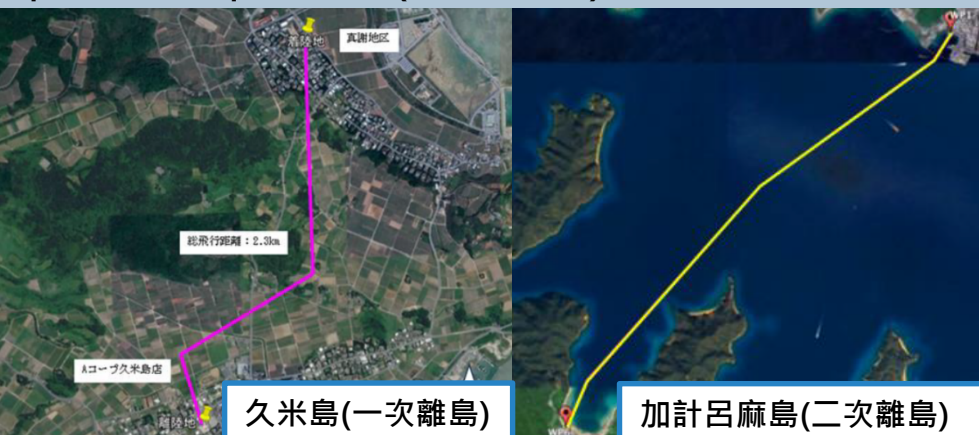 離陸地
真謝地区
総飛行距離：2.3km
Aコープ久米島店
離陸地
久米島(一次離島)
加計呂麻島(二次離島)